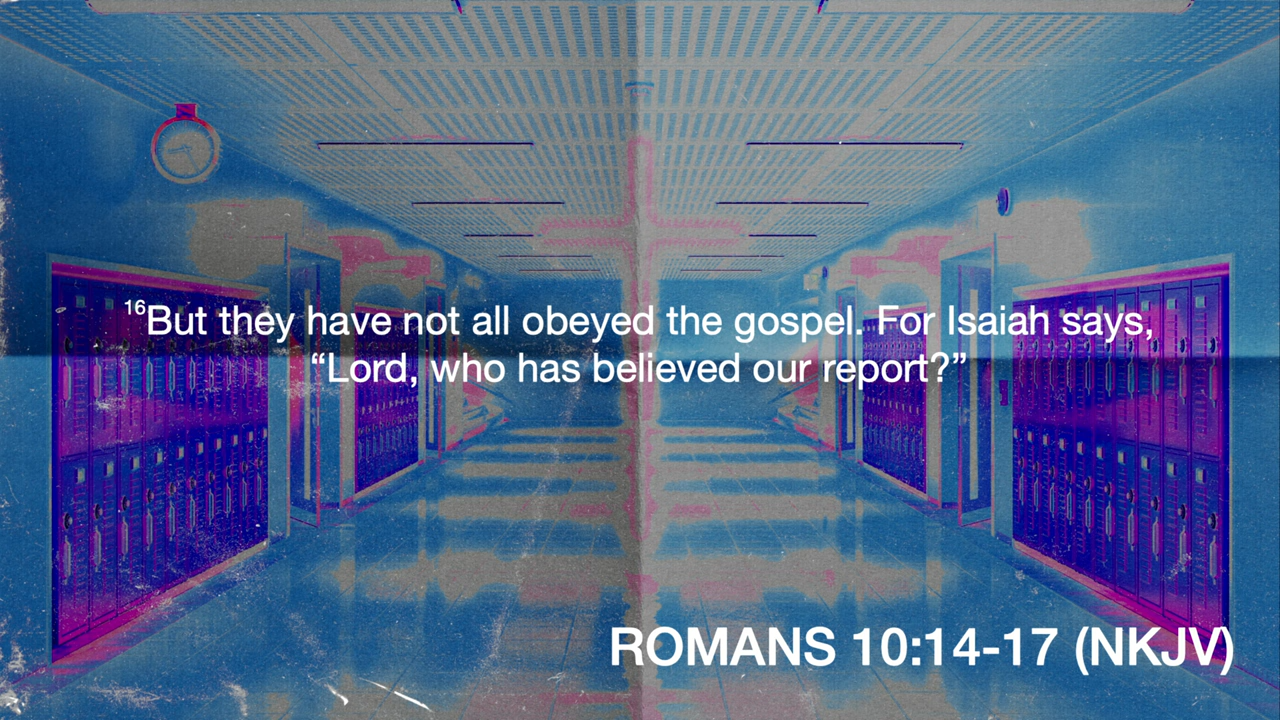 16But they have not all obeyed the gospel. For Isaiah says,
“Lord, who has believed our report?”
ROMANS 10:14-17 (NKJV)